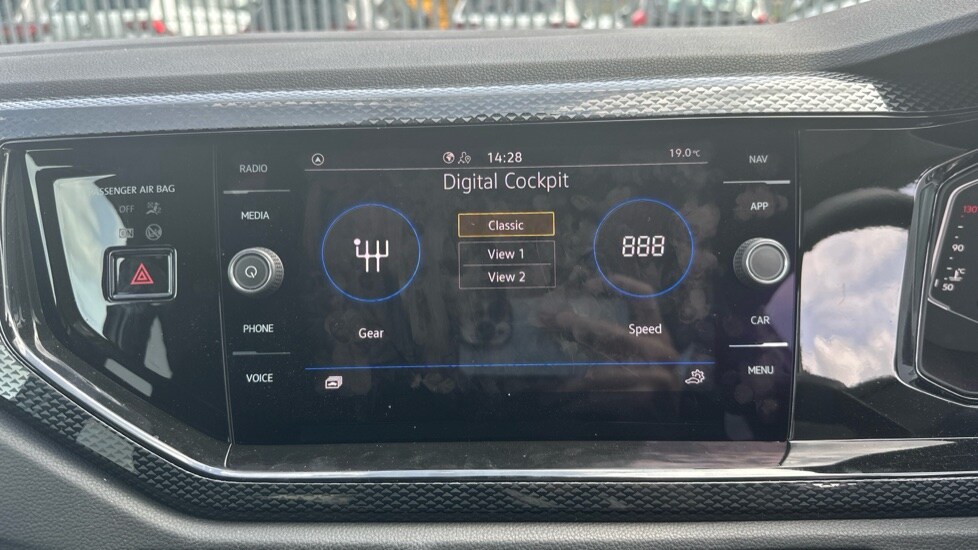 SSENGER AIR BAG
OFF
ON
RADIO
MEDIA
PHONE
VOICE
14:28
19.0°C
Digital Cockpit
Classic
View 1
View 2
Gear
888
Speed
NAV
APP
CAR
MENU
130
90
°C
50